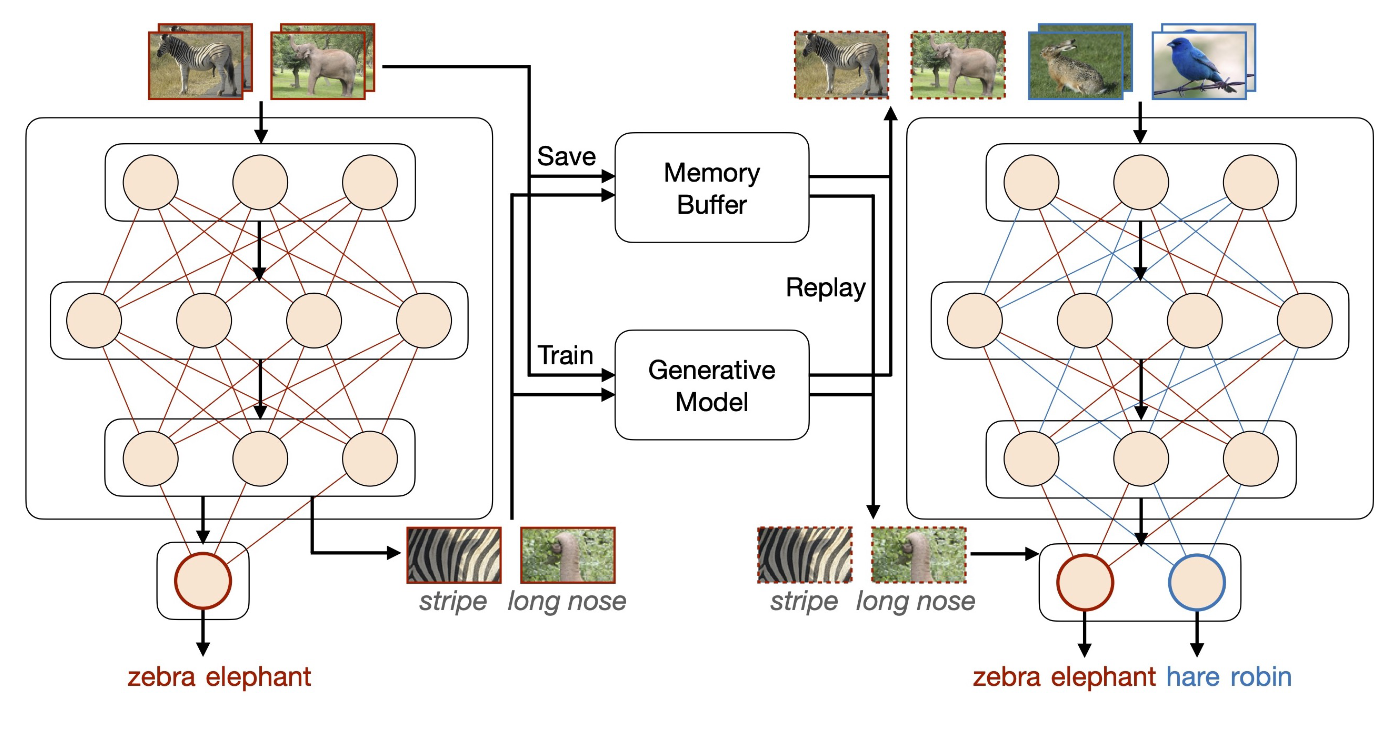 Save
Memory
Buffer
Replay
Train
Generative
Model
stripe long nose
stripe long nose
zebra elephant
zebra elephant hare robin